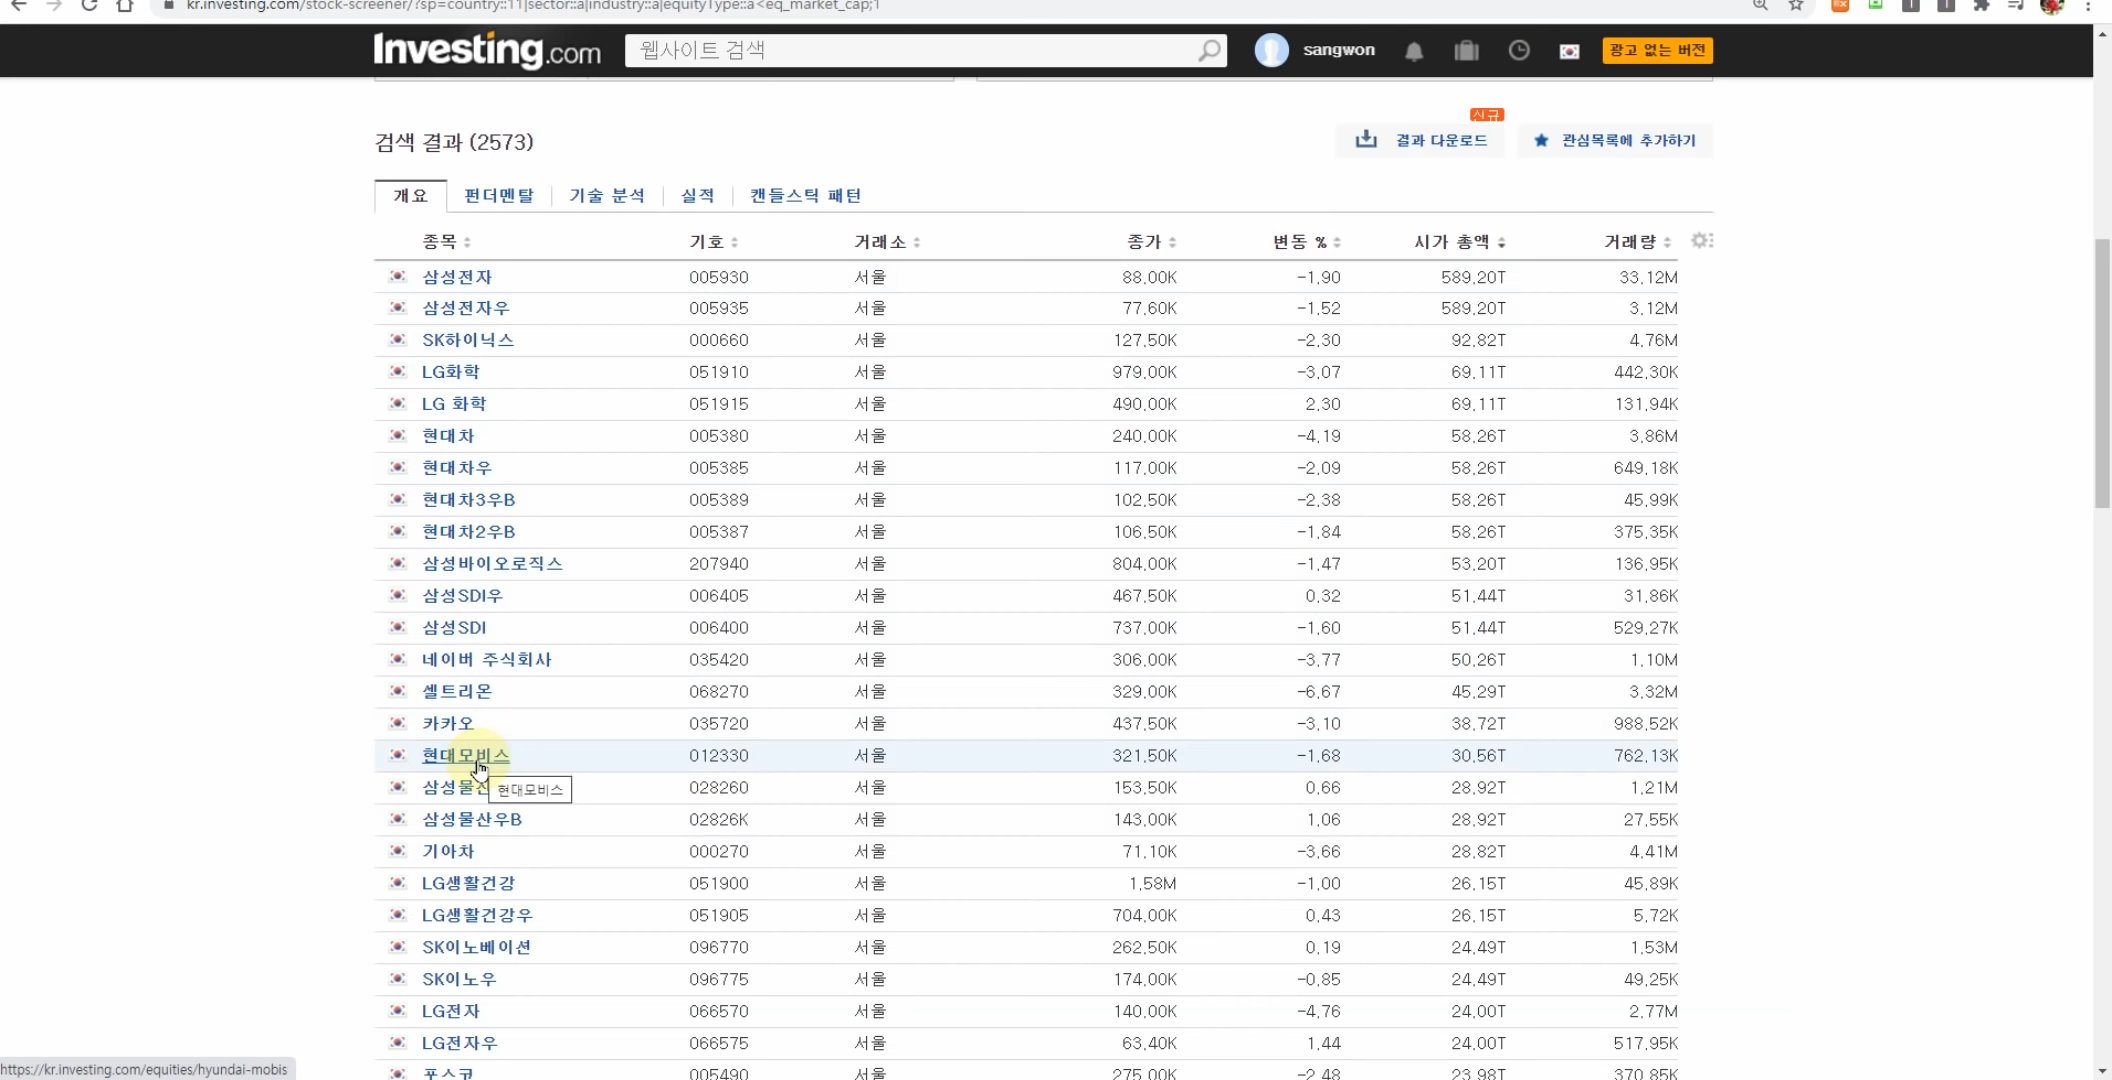 kr.investing.com/stock-screener/?sp=country::11|sector::a|industry::a|equityType::a<eq_market_cap;1
Investing.com 웹사이트 검색 sangwon 광고 없는 버전
신규
검색 결과 (2573) 결과 다운로드 관심목록에 추가하기
개요 펀더멘탈 기술 분석 실적 캔들스틱 패턴
종목 기호 거래소 종가 변동 % 시가 총액 거래량
삼성전자 005930 서울 88,00K -1,90 589,20T 33,12M
삼성전자우 005935 서울 77,60K -1,52 589,20T 3,12M
SK하이닉스 000660 서울 127,50K -2,30 92,82T 4,76M
LG화학 051910 서울 979,00K -3,07 69,11T 442,30K
LG 화학 051915 서울 490,00K 2,30 69,11T 131,94K
현대차 005380 서울 240,00K -4,19 58,26T 3,86M
현대차우 005385 서울 117,00K -2,09 58,26T 649,18K
현대차3우B 005389 서울 102,50K -2,38 58,26T 45,99K
현대차2우B 005387 서울 106,50K -1,84 58,26T 375,35K
삼성바이오로직스 207940 서울 804,00K -1,47 53,20T 136,95K
삼성SDI우 006405 서울 467,50K 0,32 51,44T 31,86K
삼성SDI 006400 서울 737,00K -1,60 51,44T 529,27K
네이버 주식회사 035420 서울 306,00K -3,77 50,26T 1,10M
셀트리온 068270 서울 329,00K -6,67 45,29T 3,32M
카카오 035720 서울 437,50K -3,10 38,72T 988,52K
현대모비스 012330 서울 321,50K -1,68 30,56T 762,13K
삼성물산 028260 서울 153,50K 0,66 28,92T 1,21M
현대모비스
삼성물산우B 02826K 서울 143,00K 1,06 28,92T 27,55K
기아차 000270 서울 71,10K -3,66 28,82T 4,41M
LG생활건강 051900 서울 1,58M -1,00 26,15T 45,89K
LG생활건강우 051905 서울 704,00K 0,43 26,15T 5,72K
SK이노베이션 096770 서울 262,50K 0,19 24,49T 1,53M
SK이노우 096775 서울 174,00K -0,85 24,49T 49,25K
LG전자 066570 서울 140,00K -4,76 24,00T 2,77M
LG전자우 066575 서울 63,40K 1,44 24,00T 517,95K
포스코 005490 서울 275,00K -2,48 23,98T 370,85K
https://kr.investing.com/equities/hyundai-mobis